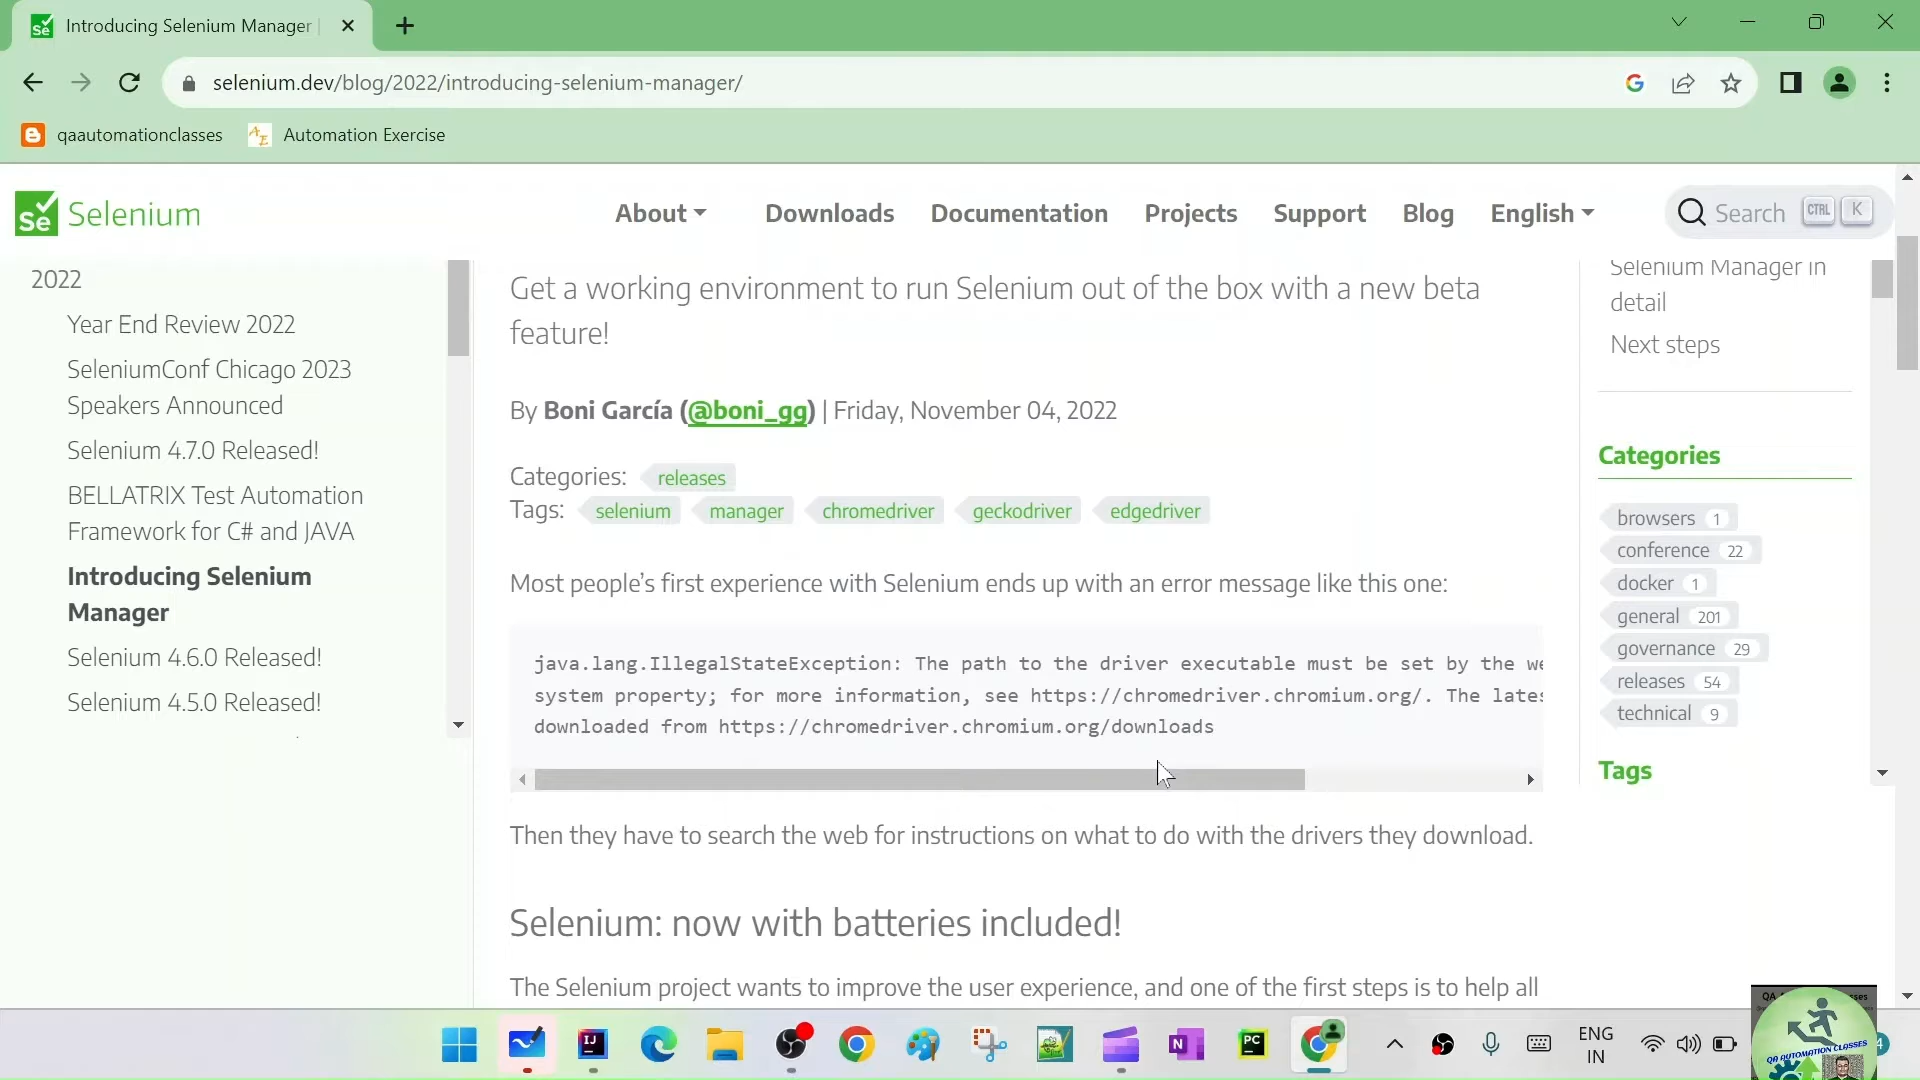 Introducing Selenium Manager
selenium.dev/blog/2022/introducing-selenium-manager/
qaautomationclasses
Automation Exercise
Se Selenium
About
Downloads
Documentation
Projects
Support
Blog
English
Search CTRL K
2022
Year End Review 2022
SeleniumConf Chicago 2023
Speakers Announced
Selenium 4.7.0 Released!
BELLATRIX Test Automation
Framework for C# and JAVA
Introducing Selenium
Manager
Selenium 4.6.0 Released!
Selenium 4.5.0 Released!
Get a working environment to run Selenium out of the box with a new beta
feature!
By Boni García (@boni_gg) | Friday, November 04, 2022
Categories: releases
Tags: selenium manager chromedriver geckodriver edgedriver
Most people’s first experience with Selenium ends up with an error message like this one:
java.lang.IllegalStateException: The path to the driver executable must be set by the we
system property; for more information, see https://chromedriver.chromium.org/. The lates
downloaded from https://chromedriver.chromium.org/downloads
Then they have to search the web for instructions on what to do with the drivers they download.
Selenium: now with batteries included!
The Selenium project wants to improve the user experience, and one of the first steps is to help all
Selenium Manager in
detail
Next steps
Categories
browsers 1
conference 22
docker 1
general 201
governance 29
releases 54
technical 9
Tags
IJ
N
PC
ENG
IN
QA AUTOMATION CLASSES